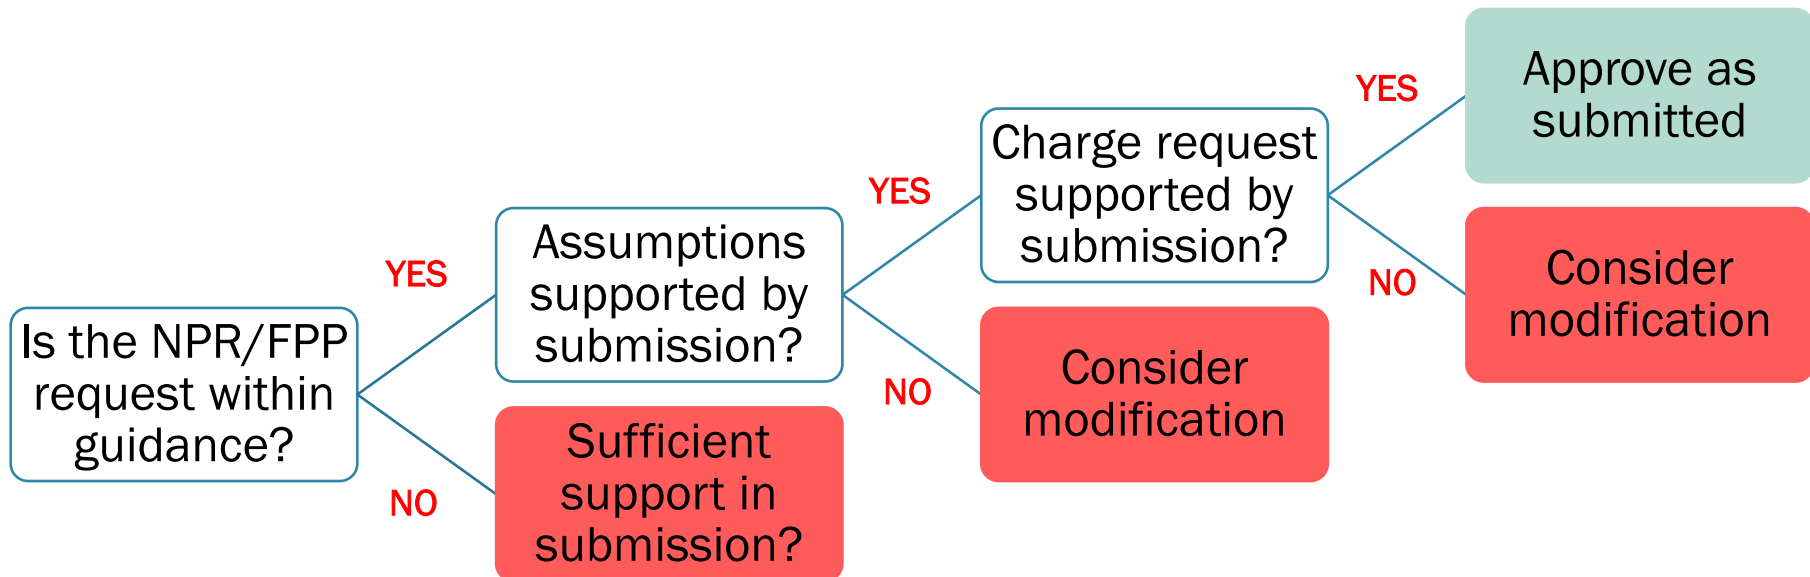 Is the NPR/FPP
request within
guidance?
YES
NO
Assumptions
supported by
submission?
Sufficient
support in
submission?
YES
NO
Charge request
supported by
submission?
Consider
modification
YES
NO
Approve as
submitted
Consider
modification